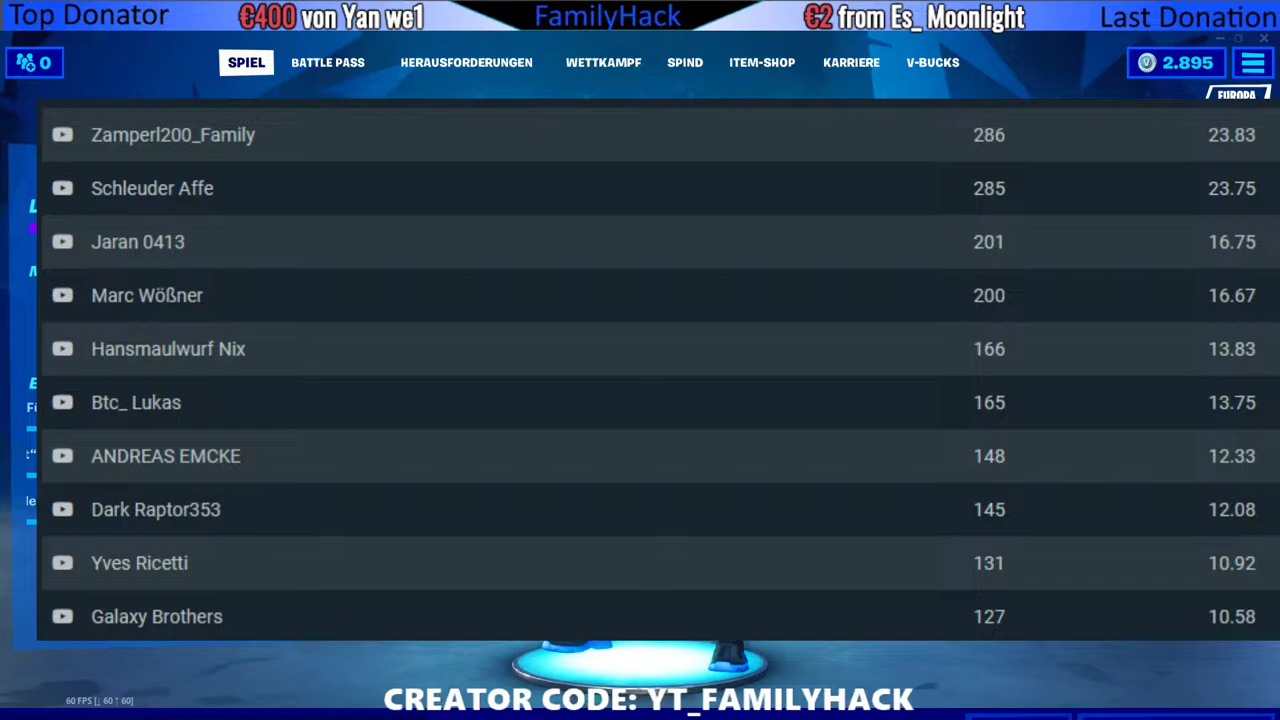 Top Donator €400 von Yan we1 FamilyHack €2 from Es_ Moonlight Last Donation
0 SPIEL BATTLE PASS HERAUSFORDERUNGEN WETTKAMPF SPIND ITEM-SHOP KARRIERE V-BUCKS 2.895
EUROPA
Zamperl200_Family 286 23.83
Schleuder Affe 285 23.75
Jaran 0413 201 16.75
Marc Wößner 200 16.67
Hansmaulwurf Nix 166 13.83
Btc_ Lukas 165 13.75
ANDREAS EMCKE 148 12.33
Dark Raptor353 145 12.08
Yves Ricetti 131 10.92
Galaxy Brothers 127 10.58
60 FPS [↓ 60 ↑ 60]
CREATOR CODE: YT_FAMILYHACK